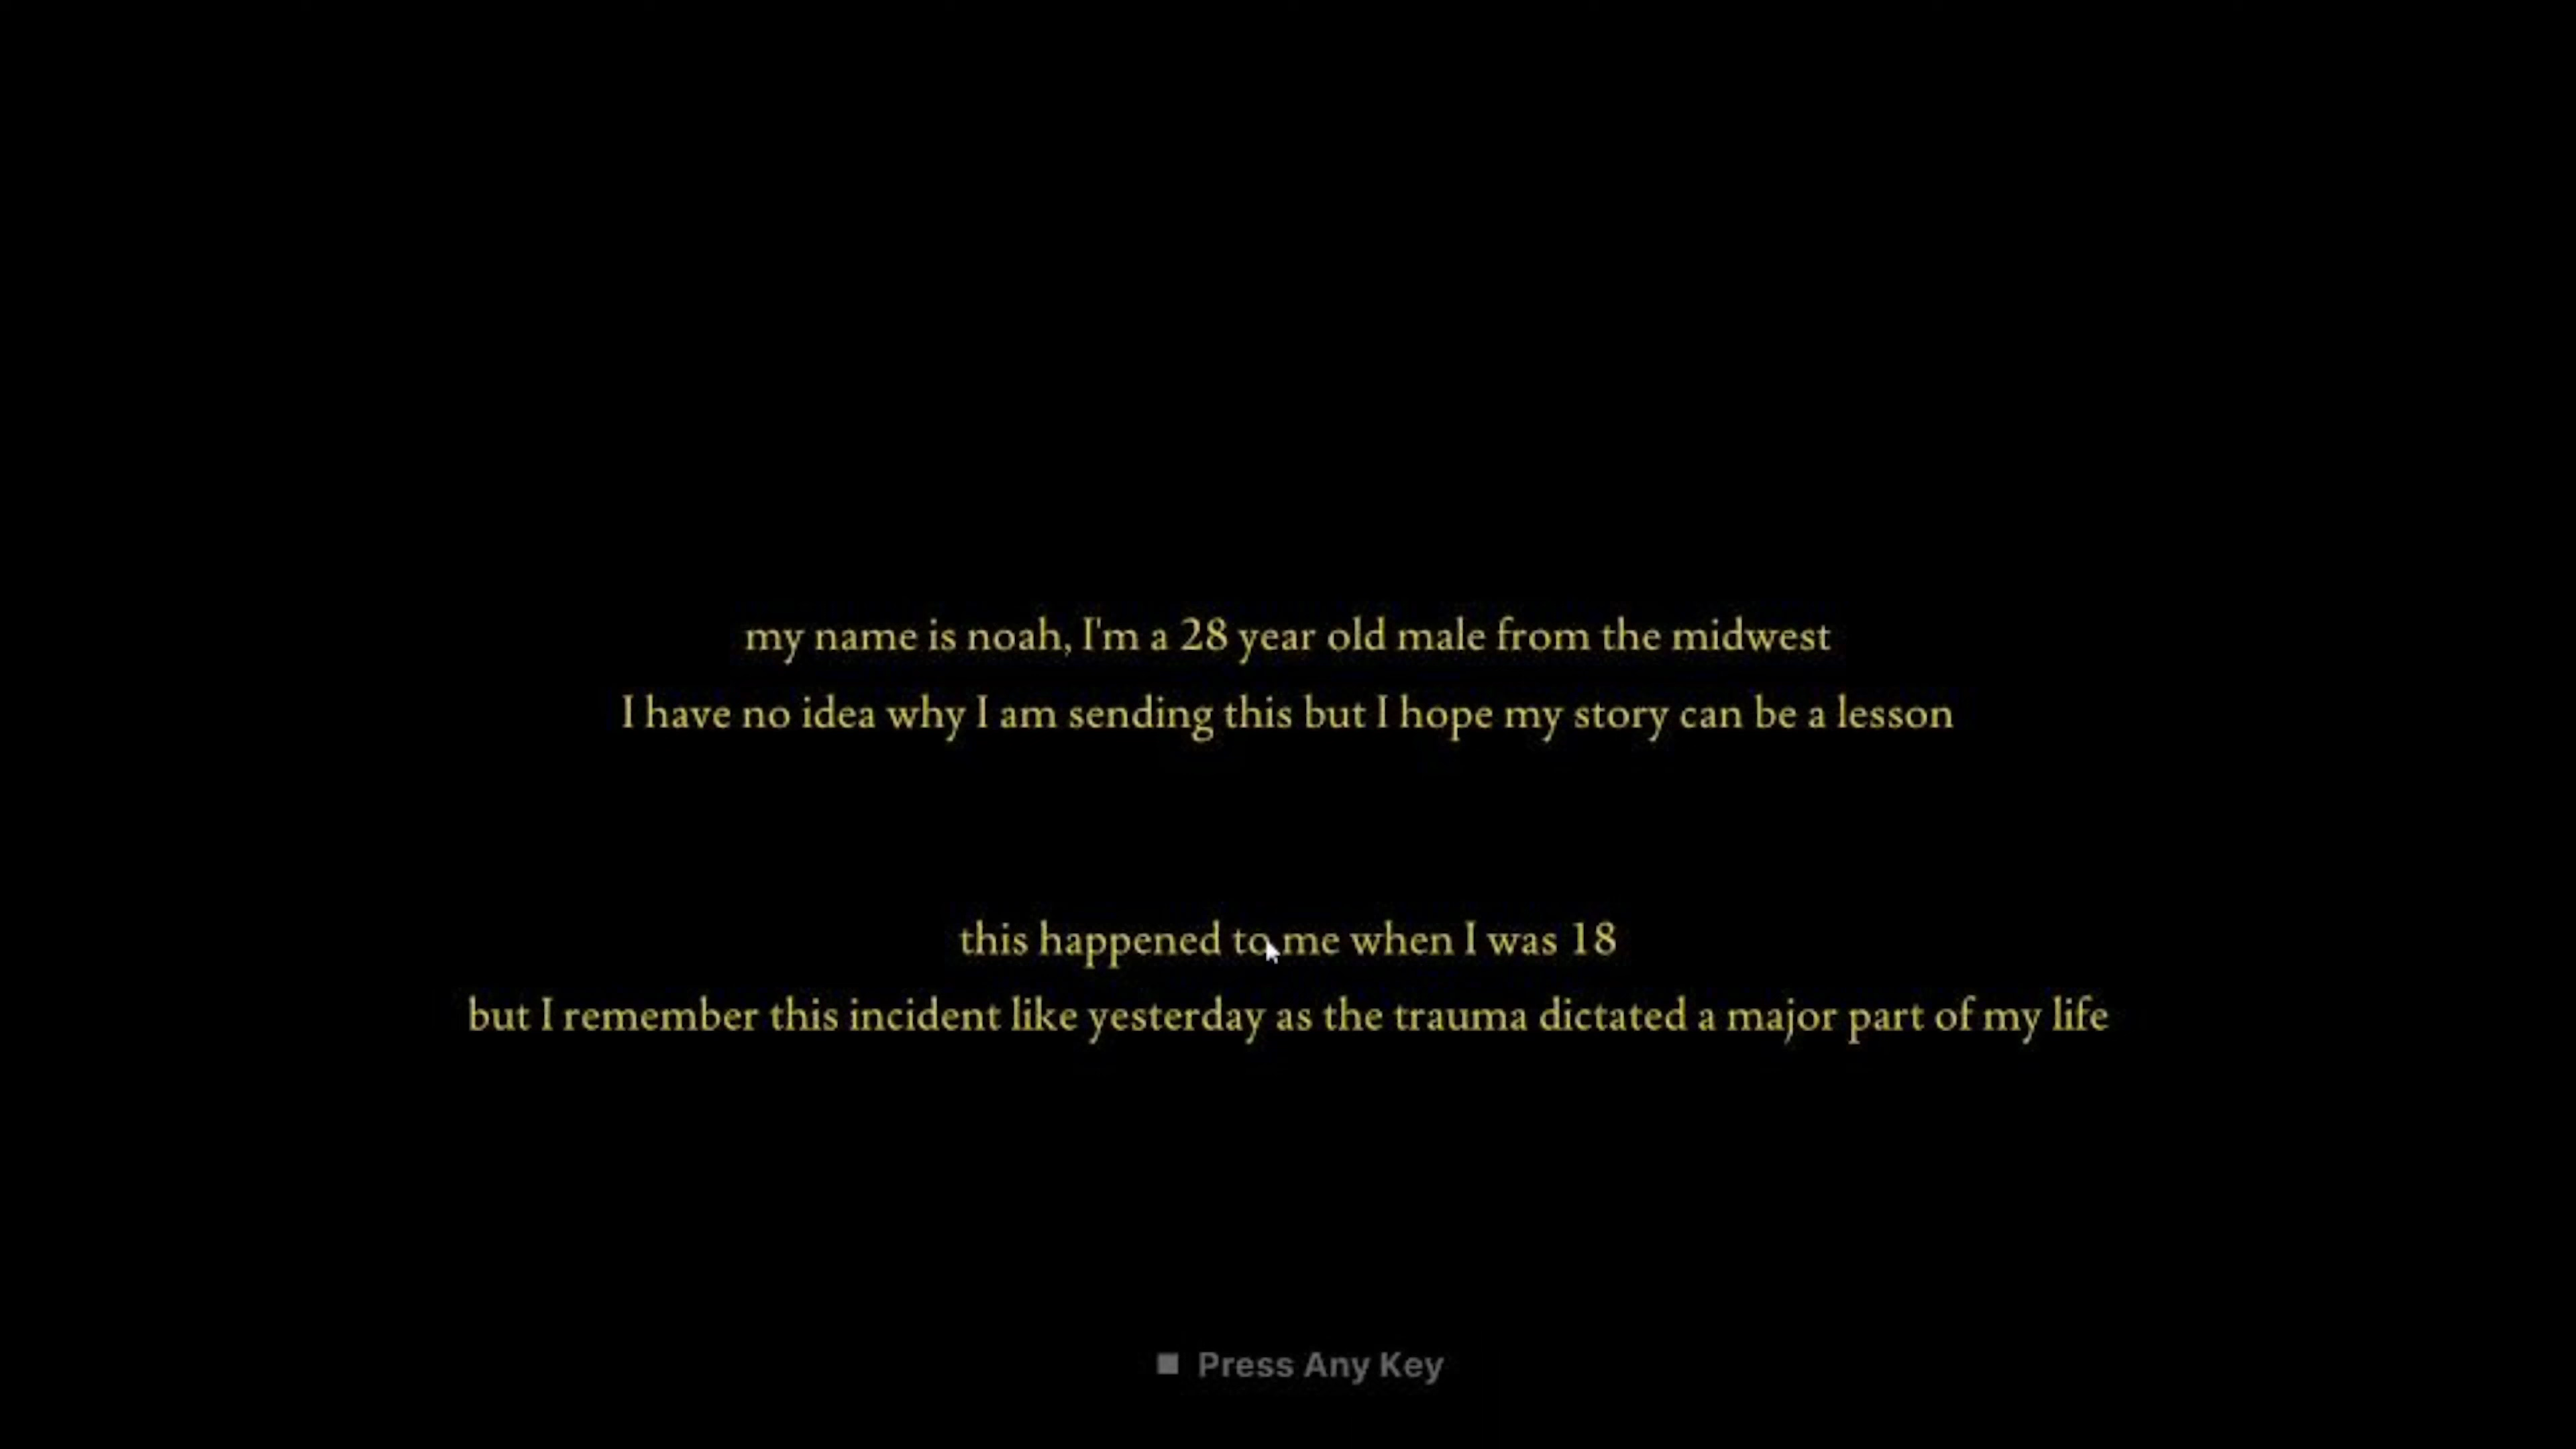 my name is noah, I'm a 28 year old male from the midwest
I have no idea why I am sending this but I hope my story can be a lesson
this happened to me when I was 18
but I remember this incident like yesterday as the trauma dictated a major part of my life
Press Any Key